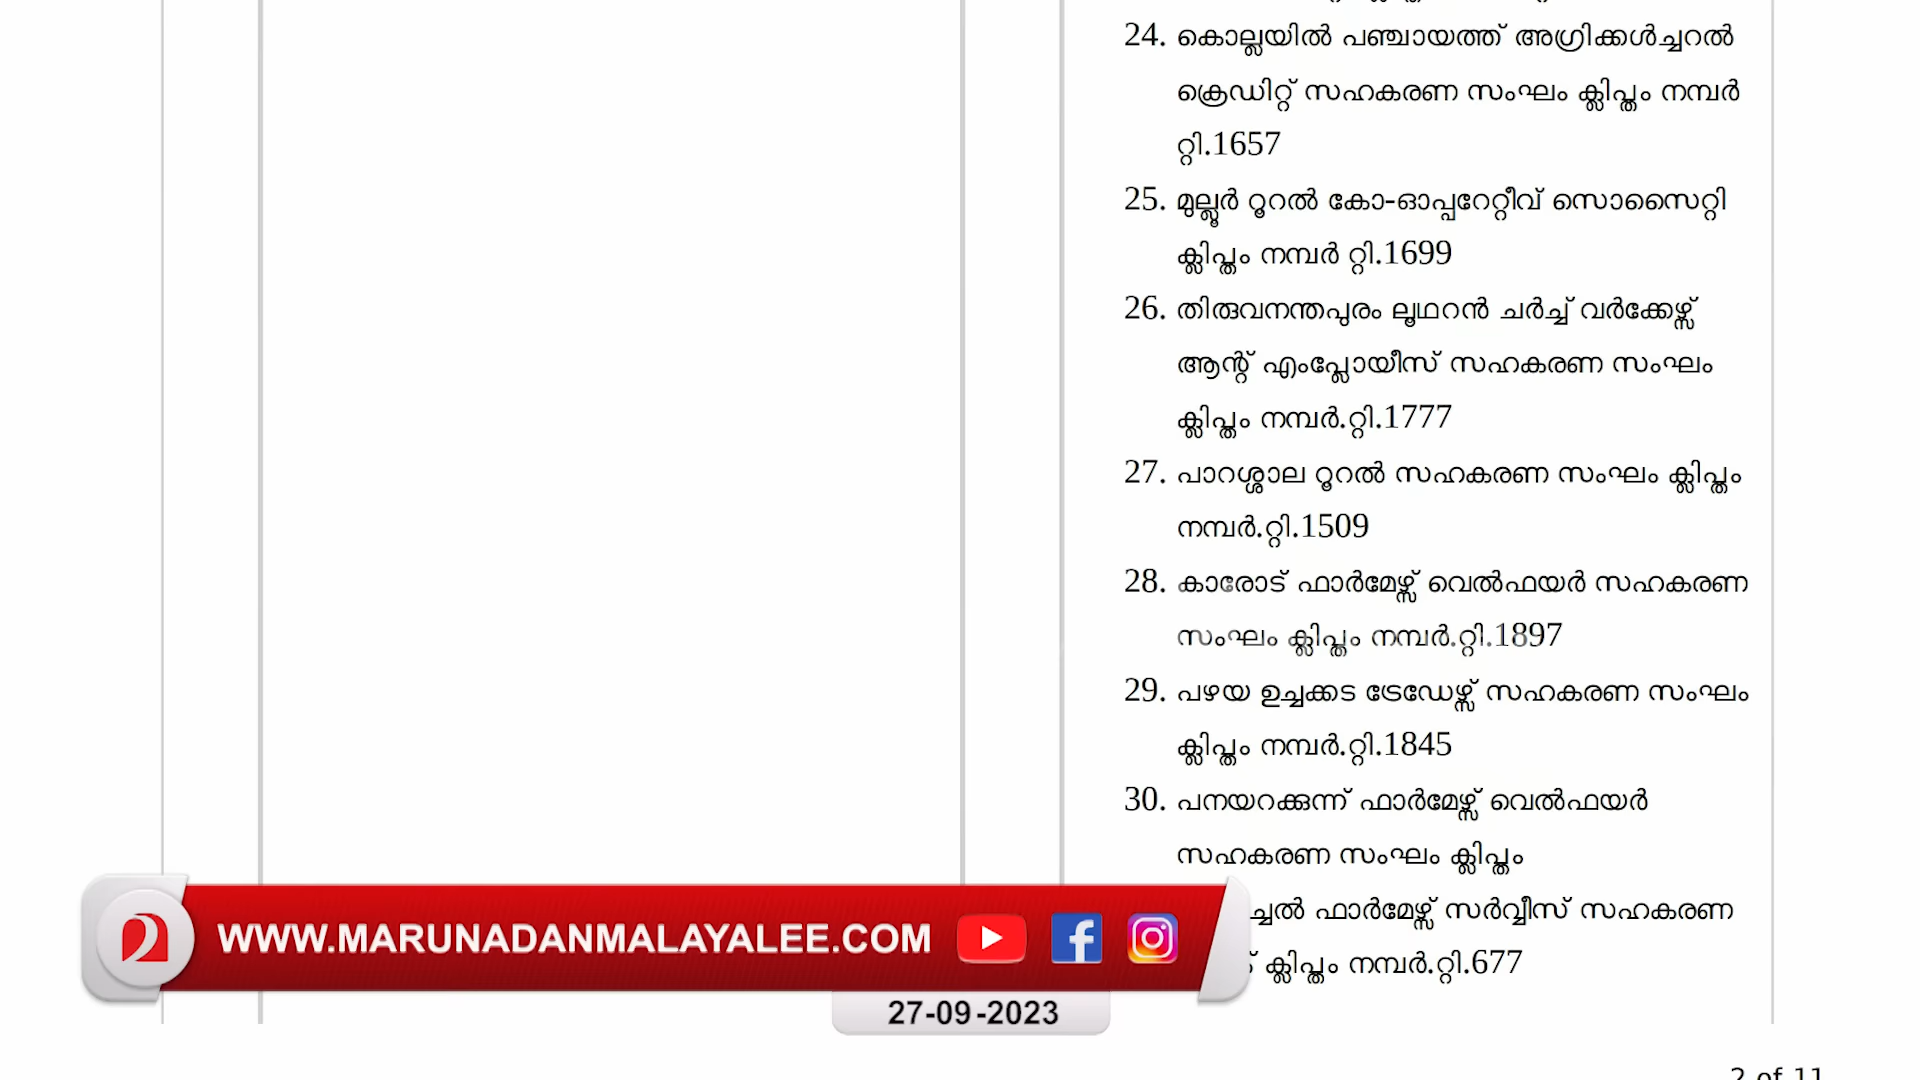 24. കൊല്ലയിൽ പഞ്ചായത്ത് അഗ്രിക്കൾച്ചറൽ
ക്രെഡിറ്റ് സഹകരണ സംഘം ക്ലിപ്തം നമ്പർ
റ്റി.1657
25. മുല്ലൂർ റൂറൽ കോ-ഓപ്പറേറ്റീവ് സൊസൈറ്റി
ക്ലിപ്തം നമ്പർ റ്റി.1699
26. തിരുവനന്തപുരം ലൂഥറൻ ചർച്ച് വർക്കേഴ്സ്
ആന്റ് എംപ്ലോയീസ് സഹകരണ സംഘം
ക്ലിപ്തം നമ്പർ.റ്റി.1777
27. പാറശ്ശാല റൂറൽ സഹകരണ സംഘം ക്ലിപ്തം
നമ്പർ.റ്റി.1509
28. കാരോട് ഫാർമേഴ്സ് വെൽഫയർ സഹകരണ
സംഘം ക്ലിപ്തം നമ്പർ.റ്റി.1897
29. പഴയ ഉച്ചക്കട ട്രേഡേഴ്സ് സഹകരണ സംഘം
ക്ലിപ്തം നമ്പർ.റ്റി.1845
30. പനയറക്കുന്ന് ഫാർമേഴ്സ് വെൽഫയർ
സഹകരണ സംഘം ക്ലിപ്തം
ഫാർമേഴ്സ് സർവ്വീസ് സഹകരണ
ക്ലിപ്തം നമ്പർ.റ്റി.677
WWW.MARUNADANMALAYALEE.COM
27-09-2023
2 of 11